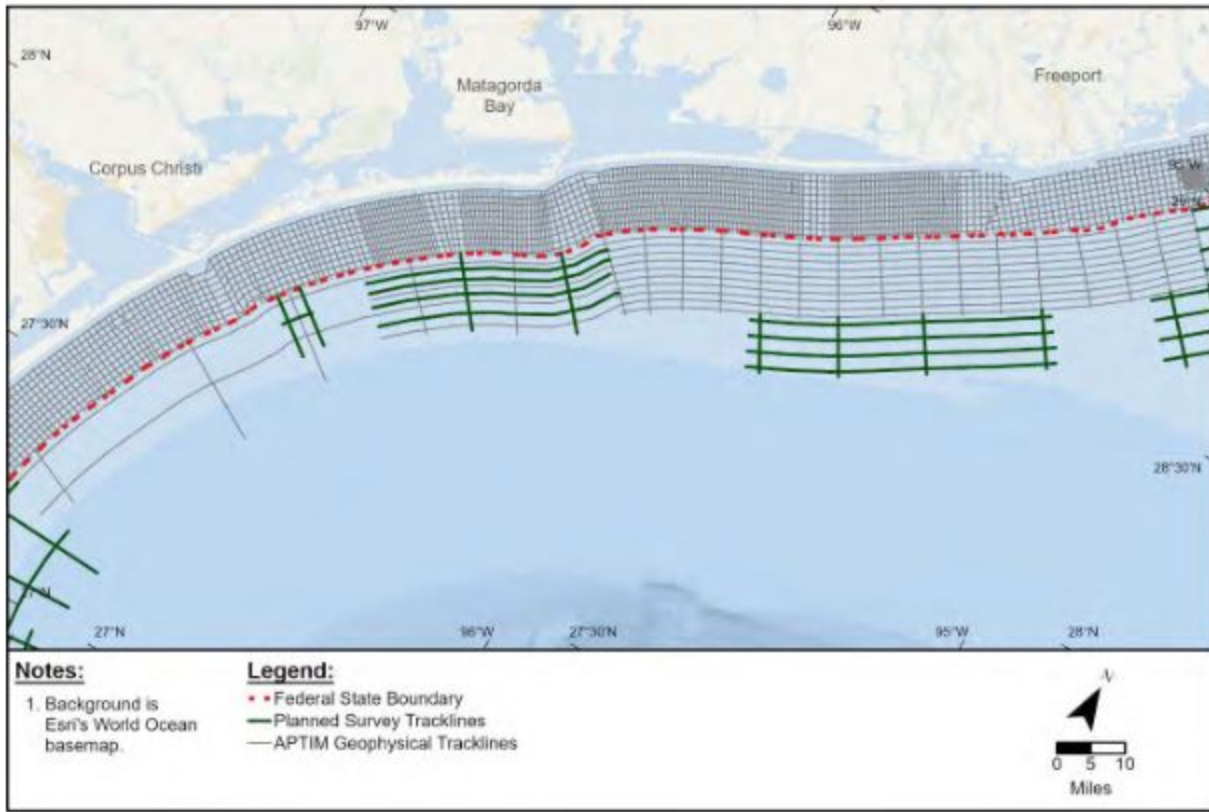 97°W
96°W
28°N
Freeport
Matagorda
Bay
Corpus Christi
95°W
29°N
27°30'N
28°30'N
27°N
96°W
27°30'N
95°W
28°N
Notes:
1. Background is
Esri's World Ocean
basemap.
Legend:
Federal State Boundary
Planned Survey Tracklines
APTIM Geophysical Tracklines
N
0 5 10
Miles